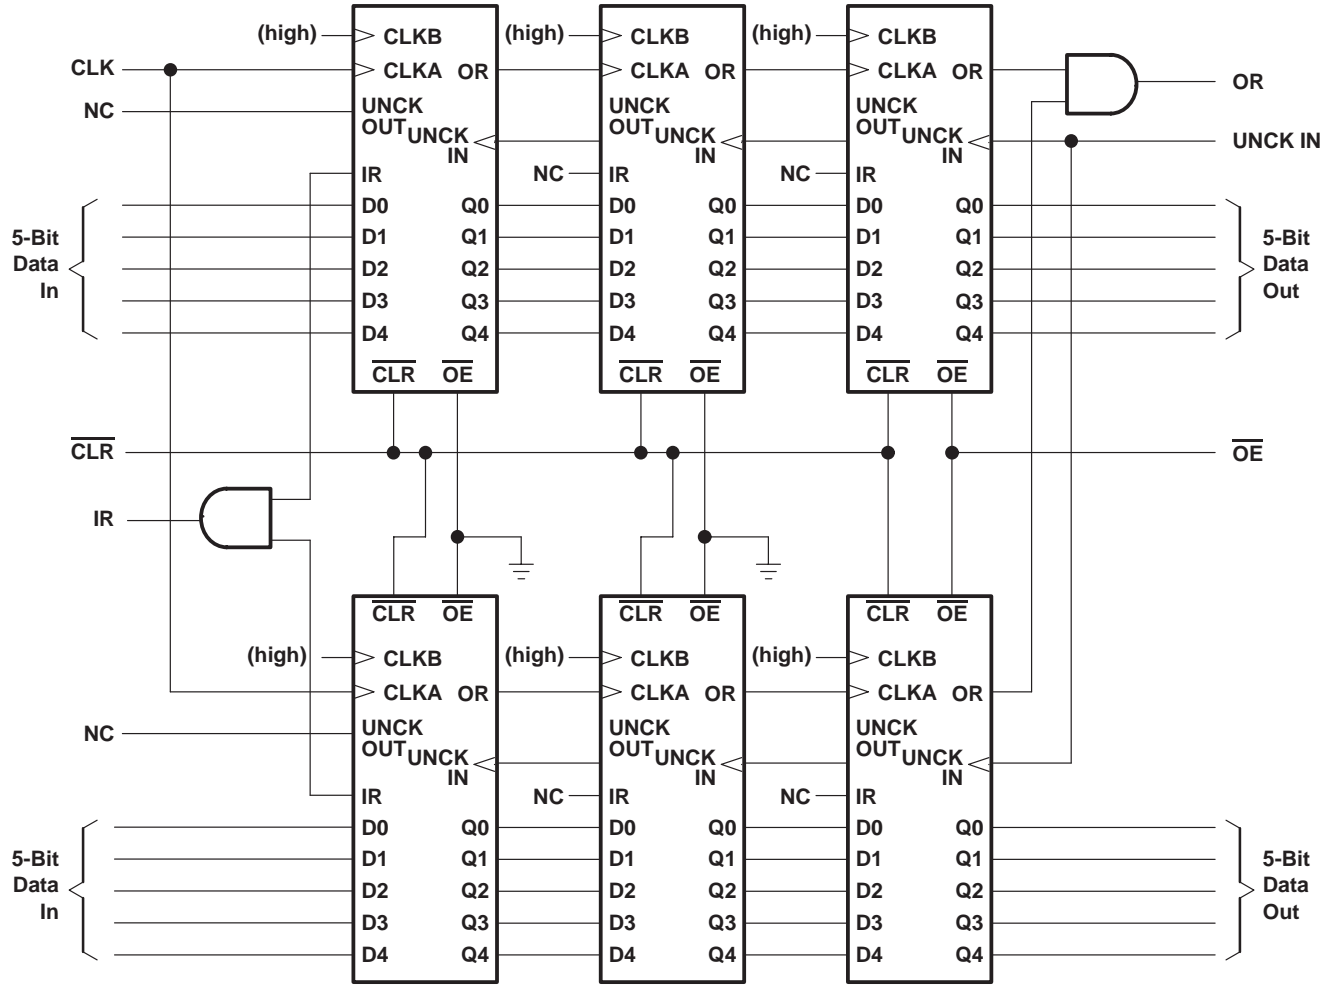 (high) CLKB (high) CLKB (high) CLKB
CLK CLKA OR CLKA OR CLKA OR
OR
NC UNCK OUT UNCK OUT UNCK OUT
UNCK IN UNCK IN UNCK IN UNCK IN
IR NC IR NC IR
D0 Q0 D0 Q0 D0 Q0
5-Bit Data In D1 Q1 D1 Q1 D1 Q1 5-Bit Data Out
D2 Q2 D2 Q2 D2 Q2
D3 Q3 D3 Q3 D3 Q3
D4 Q4 D4 Q4 D4 Q4
CLR OE CLR OE CLR OE
CLR OE
IR
CLR OE CLR OE CLR OE
(high) CLKB (high) CLKB (high) CLKB
CLKA OR CLKA OR CLKA OR
NC UNCK OUT UNCK OUT UNCK OUT
UNCK IN UNCK IN UNCK IN
IR NC IR NC IR
D0 Q0 D0 Q0 D0 Q0
5-Bit Data In D1 Q1 D1 Q1 D1 Q1 5-Bit Data Out
D2 Q2 D2 Q2 D2 Q2
D3 Q3 D3 Q3 D3 Q3
D4 Q4 D4 Q4 D4 Q4